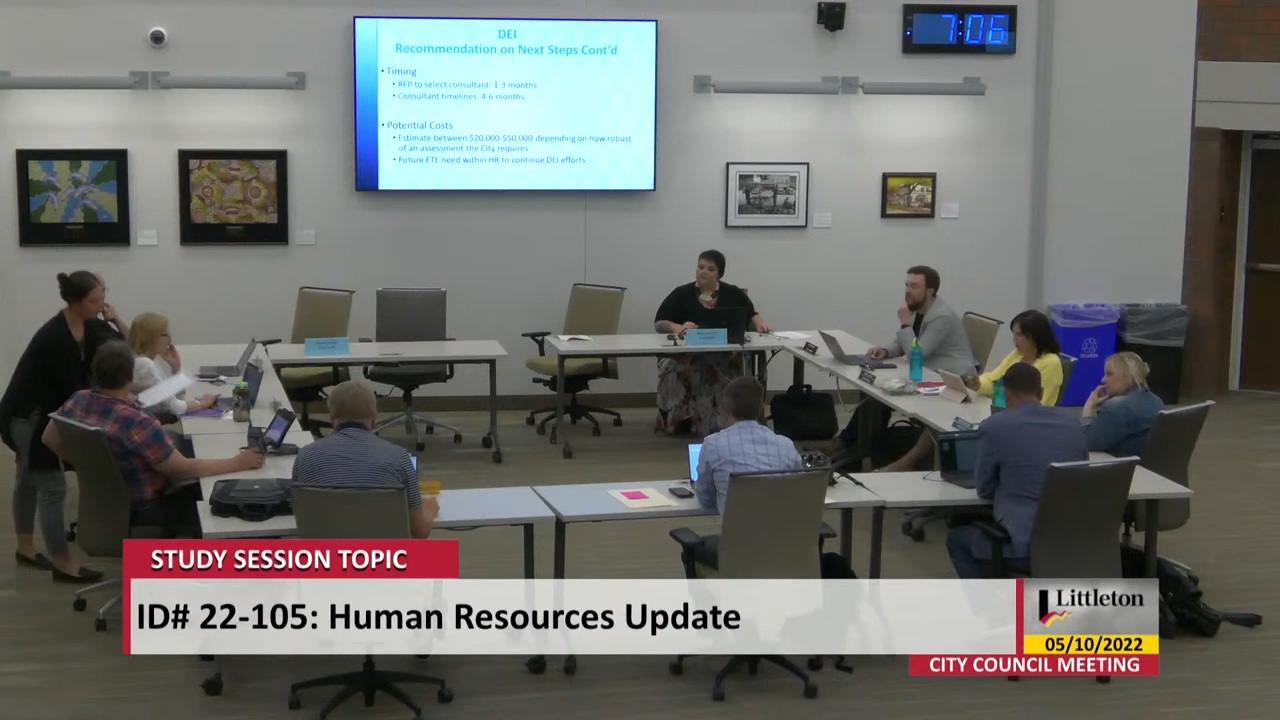 DEI
Recommendation on Next Steps Cont'd
• Timing
• RFP to select consultant: 1-3 months
• Consultant timelines: 4-6 months
• Potential Costs
• Estimate between $20,000-$50,000 depending on how robust
of an assessment the City requires
• Future FTE need within HR to continue DEI efforts
7:06
STUDY SESSION TOPIC
ID# 22-105: Human Resources Update
Littleton
05/10/2022
CITY COUNCIL MEETING